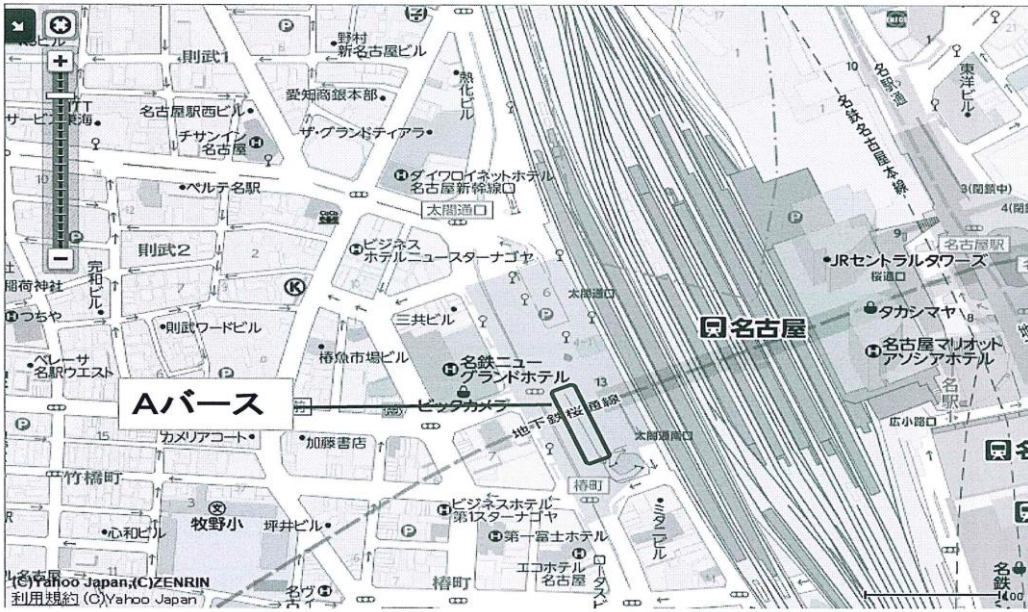 則武1
野村
新名古屋ビル
熱化ビル
愛知商銀本部
名古屋駅西ビル
チサンイン
名古屋
ザ・グランドティアラ
ダイワロイネットホテル
名古屋新幹線口
太閤通口
ベルテ名駅
則武2
ビジネス
ホテルニュースターナゴヤ
完和ビル
稲荷神社
つちや
則武ワードビル
三共ビル
椿魚市場ビル
名鉄ニュー
グランドホテル
ビックカメラ
ベレーサ
名駅ウエスト
Aバース
カメリアコート
加藤書店
竹橋町
牧野小
坪井ビル
心和ビル
ビジネスホテル
第1スターナゴヤ
第一富士ホテル
エコホテル
名古屋
椿町
椿町
ミタニビル
地下鉄桜通線
太閤通口
太閤通南口
13
名古屋
JRセントラルタワーズ
桜通口
タカシマヤ
名古屋マリオット
アソシアホテル
広小路口
名古屋駅
名鉄名古屋本線
名駅通
東洋ビル
ENEOS
10
9
8
3(閉鎖中)
名鉄
(C)Yahoo Japan,(C)ZENRIN
利用規約 (C)Yahoo Japan